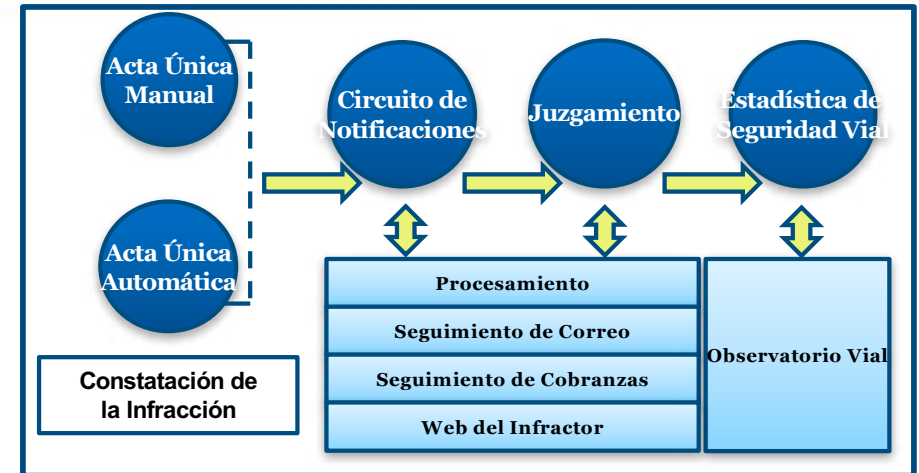 Acta Única
Manual
Circuito de
Notificaciones
Juzgamiento
Estadística de
Seguridad Vial
Acta Única
Automática
Constatación de
la Infracción
Procesamiento
Seguimiento de Correo
Seguimiento de Cobranzas
Web del Infractor
Observatorio Vial